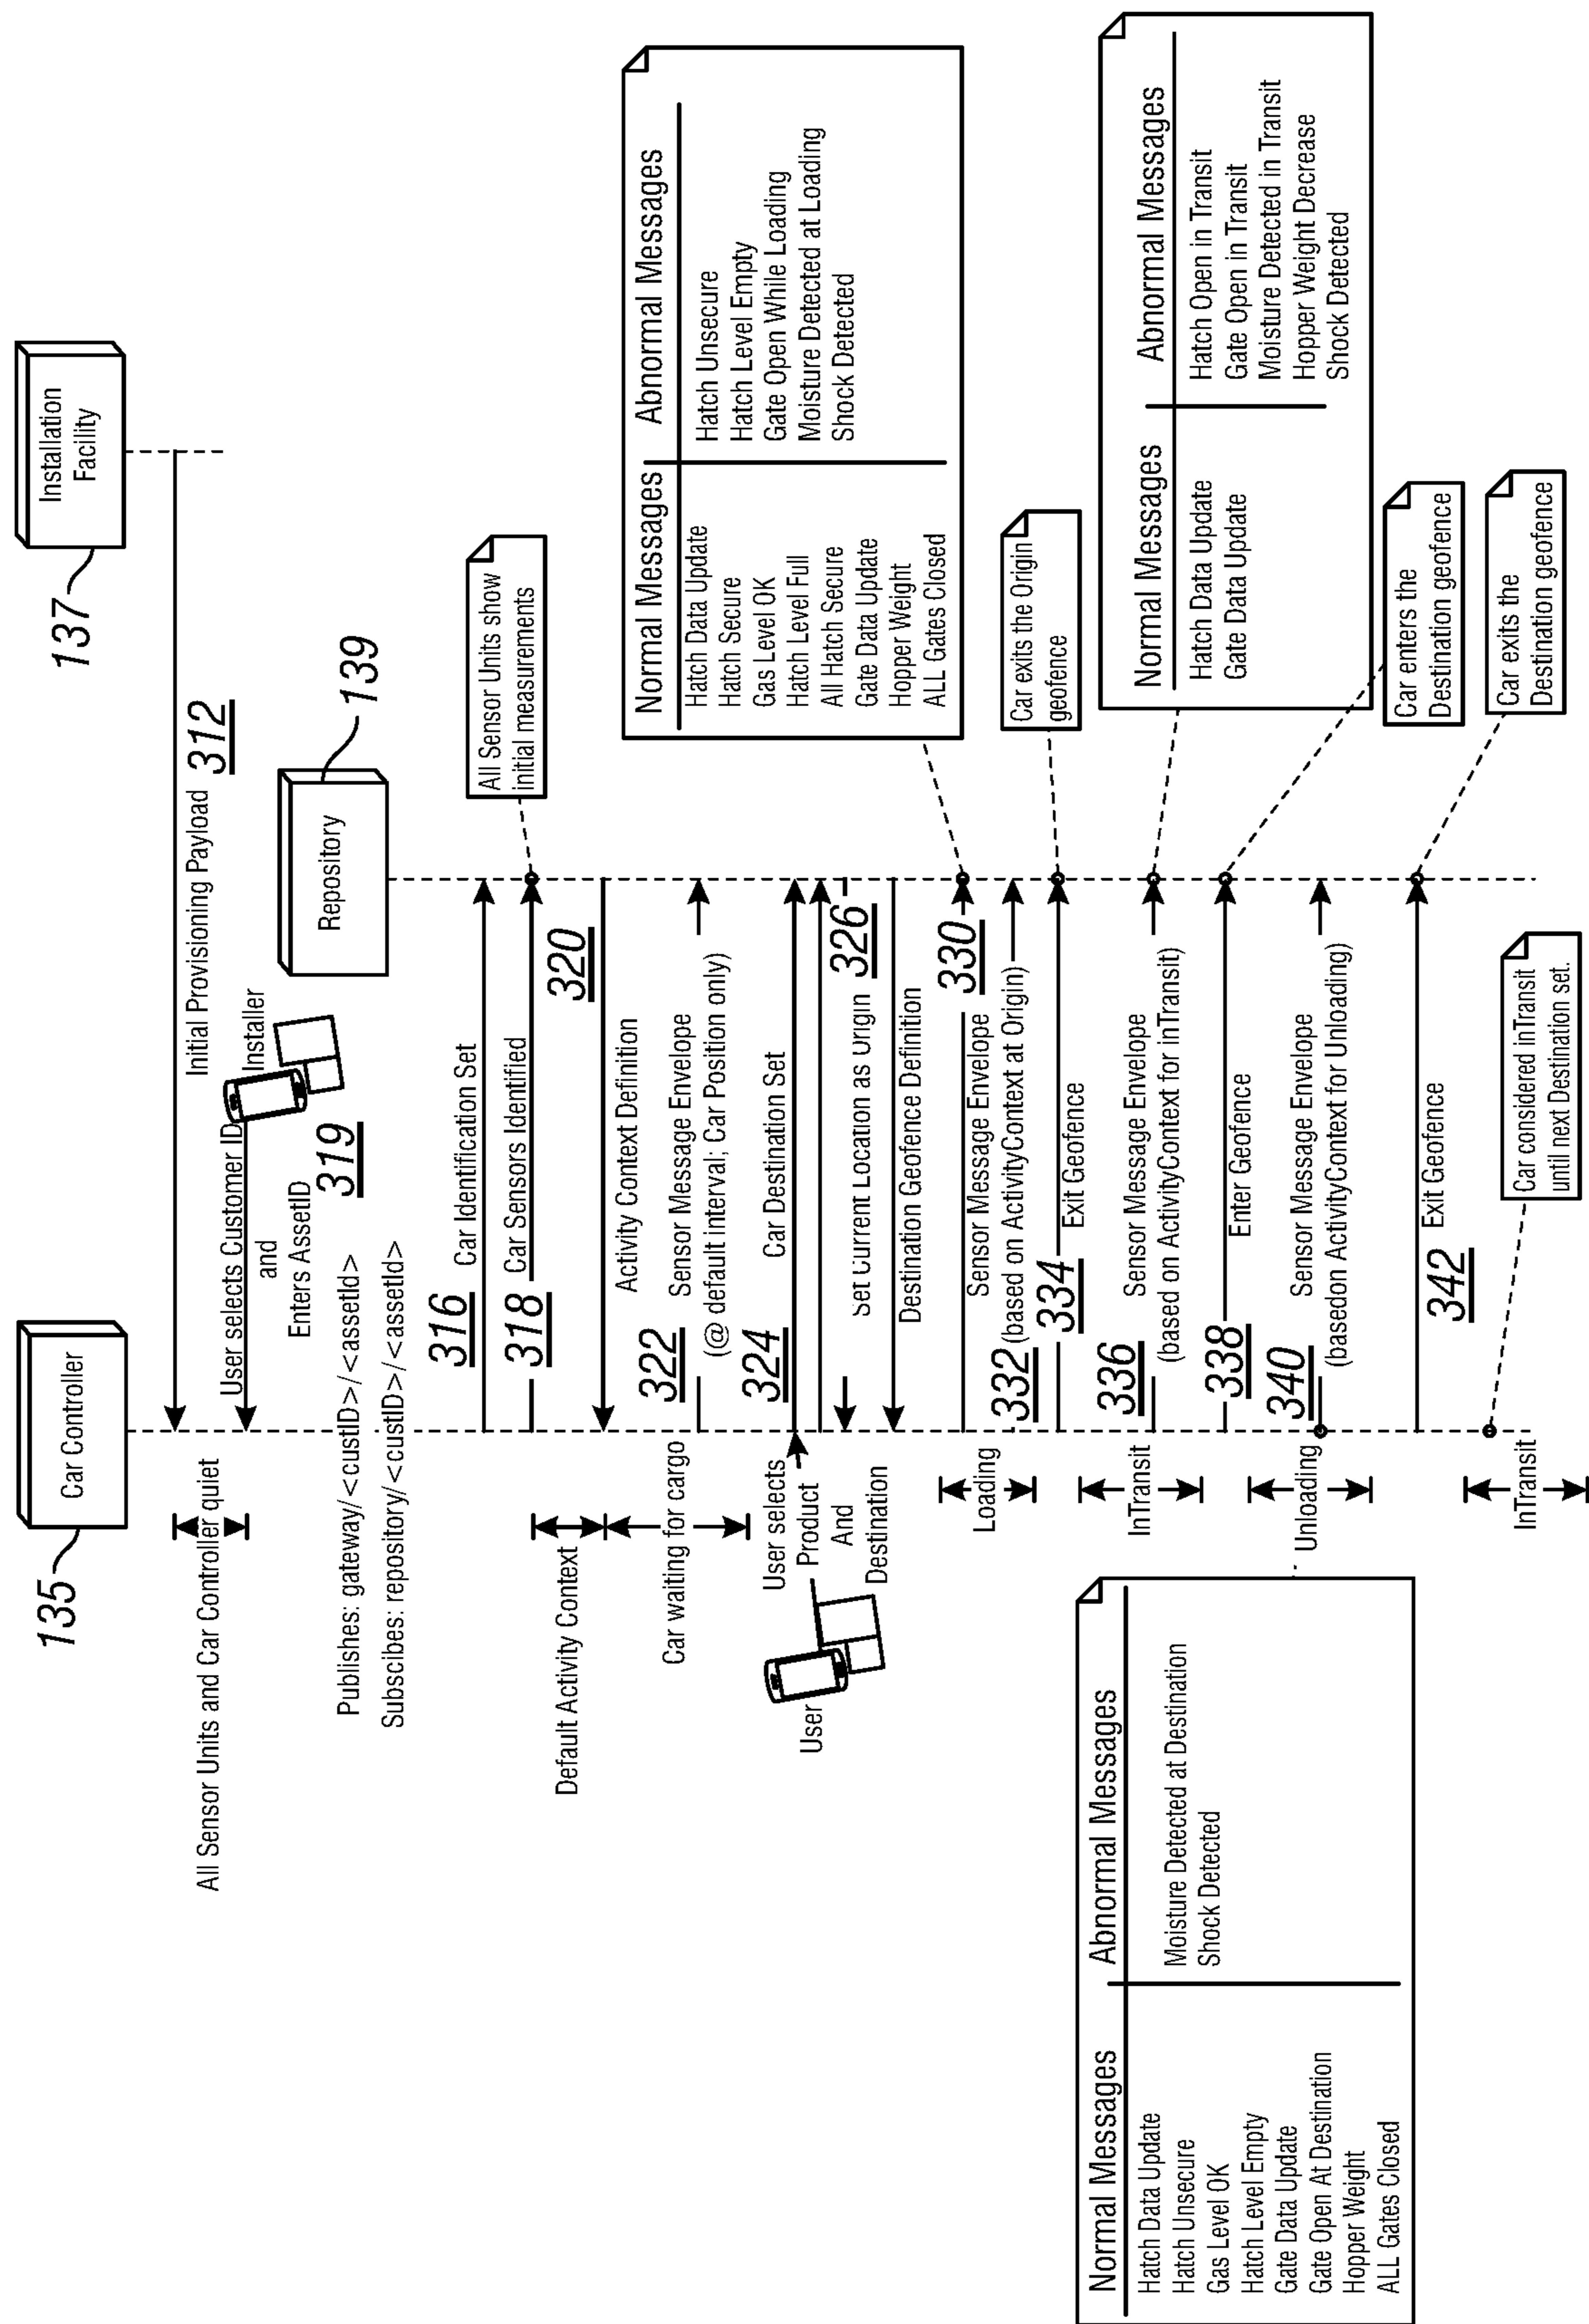 135
Car Controller
Installation
Facility
137
All Sensor Units and Car Controller quiet
Initial Provisioning Payload
312
User selects Customer ID
and
Enters AssetID
319
Installer
Repository
139
Publishes: gateway/<custID>/<assetId>
Subscibes: repository/<custID>/<assetId>
316
Car Identification Set
318
Car Sensors Identified
All Sensor Units show
initial measurements
320
Default Activity Context
Activity Context Definition
Car waiting for cargo
322
Sensor Message Envelope
(@ default interval; Car Position only)
324
Car Destination Set
User selects
Product
And
Destination
User
Set Current Location as Origin
326
Destination Geofence Definition
Normal Messages
Abnormal Messages
Hatch Data Update
Hatch Secure
Gas Level OK
Hatch Level Full
All Hatch Secure
Gate Data Update
Hopper Weight
ALL Gates Closed
Hatch Unsecure
Hatch Level Empty
Gate Open While Loading
Moisture Detected at Loading
Shock Detected
Loading
330
Sensor Message Envelope
332
(based on ActivityContext at Origin)
334
Exit Geofence
Car exits the Origin
geofence
InTransit
336
Sensor Message Envelope
(based on ActivityContext for inTransit)
Normal Messages
Abnormal Messages
Hatch Data Update
Gate Data Update
Hatch Open in Transit
Gate Open in Transit
Moisture Detected in Transit
Hopper Weight Decrease
Shock Detected
338
Enter Geofence
Car enters the
Destination geofence
Unloading
340
Sensor Message Envelope
(basedon ActivityContext for Unloading)
Normal Messages
Abnormal Messages
Hatch Data Update
Hatch Unsecure
Gas Level OK
Hatch Level Empty
Gate Data Update
Gate Open At Destination
Hopper Weight
ALL Gates Closed
Moisture Detected at Destination
Shock Detected
342
Exit Geofence
Car exits the
Destination geofence
InTransit
Car considered inTransit
until next Destination set.